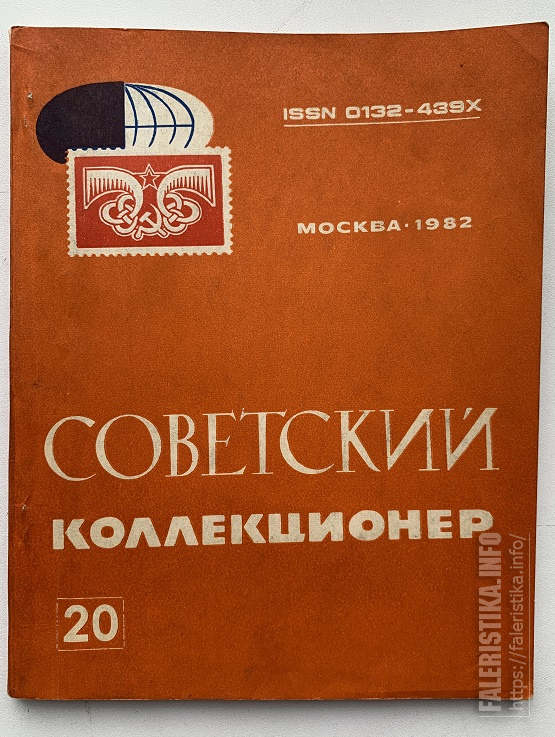 ISSN 0132-439X
МОСКВА·1982
СОВЕТСКИЙ
КОЛЛЕКЦИОНЕР
20
FALERISTIKA.INFO
https://faleristika.info/